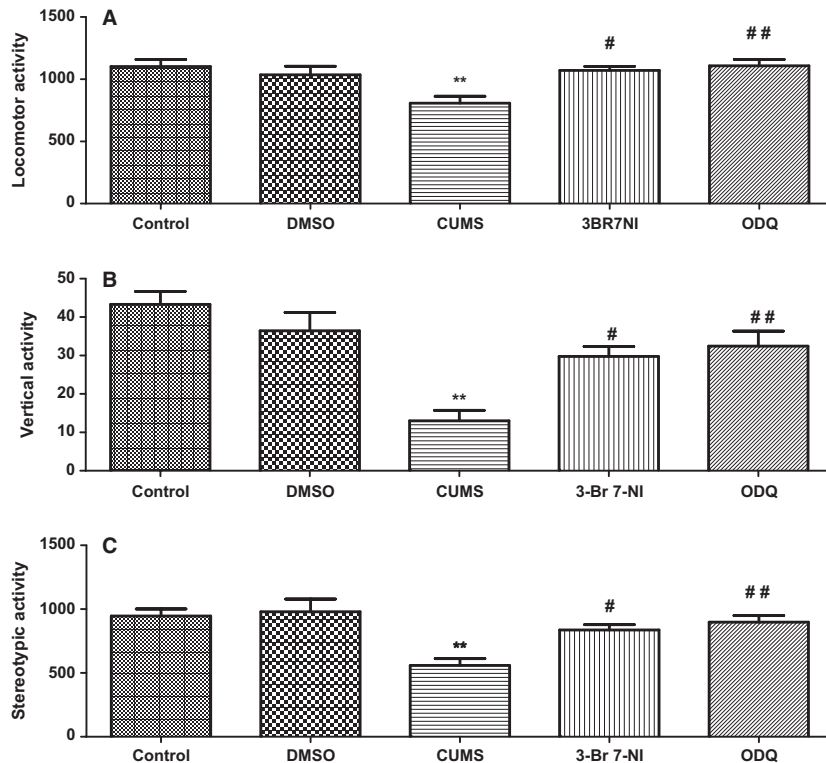 A
1500
1000
500
0
Locomotor activity
**
#
# #
Control DMSO CUMS 3BR7NI ODQ
B
50
40
30
20
10
0
Vertical activity
**
#
# #
Control DMSO CUMS 3-Br 7-NI ODQ
C
1500
1000
500
0
Stereotypic activity
**
#
# #
Control DMSO CUMS 3-Br 7-NI ODQ